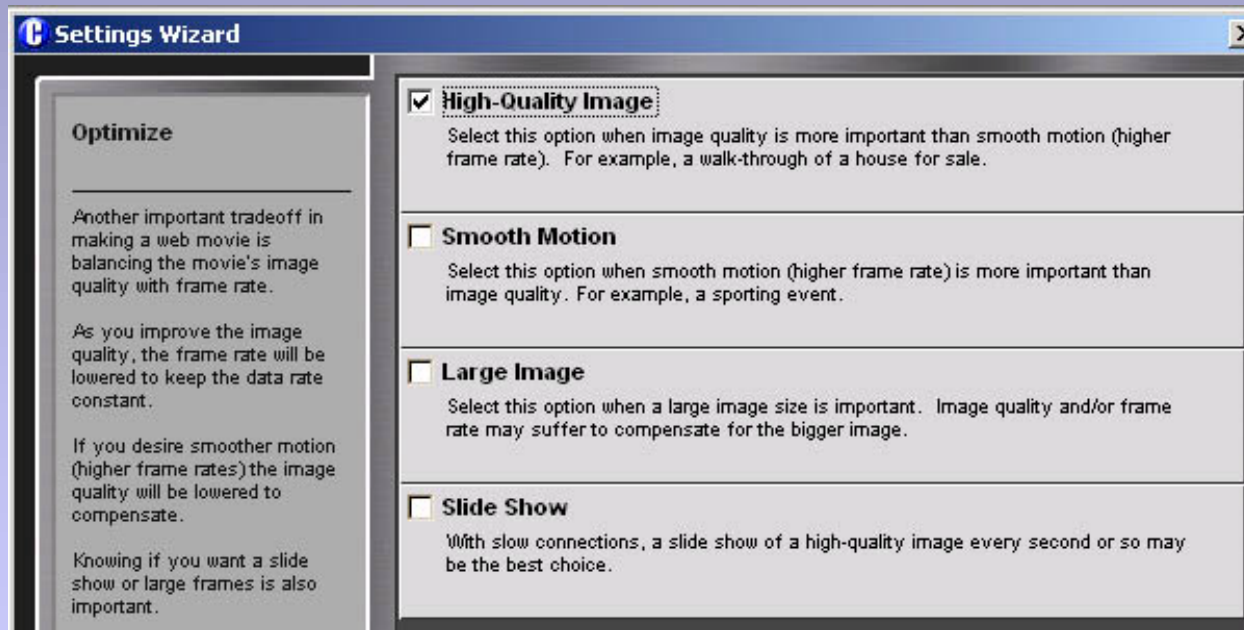 Settings Wizard
Optimize
Another important tradeoff in
making a web movie is
balancing the movie's image
quality with frame rate.
As you improve the image
quality, the frame rate will be
lowered to keep the data rate
constant.
If you desire smoother motion
(higher frame rates) the image
quality will be lowered to
compensate.
Knowing if you want a slide
show or large frames is also
important.
High-Quality Image
Select this option when image quality is more important than smooth motion (higher
frame rate).  For example, a walk-through of a house for sale.
Smooth Motion
Select this option when smooth motion (higher frame rate) is more important than
image quality. For example, a sporting event.
Large Image
Select this option when a large image size is important.  Image quality and/or frame
rate may suffer to compensate for the bigger image.
Slide Show
With slow connections, a slide show of a high-quality image every second or so may
be the best choice.